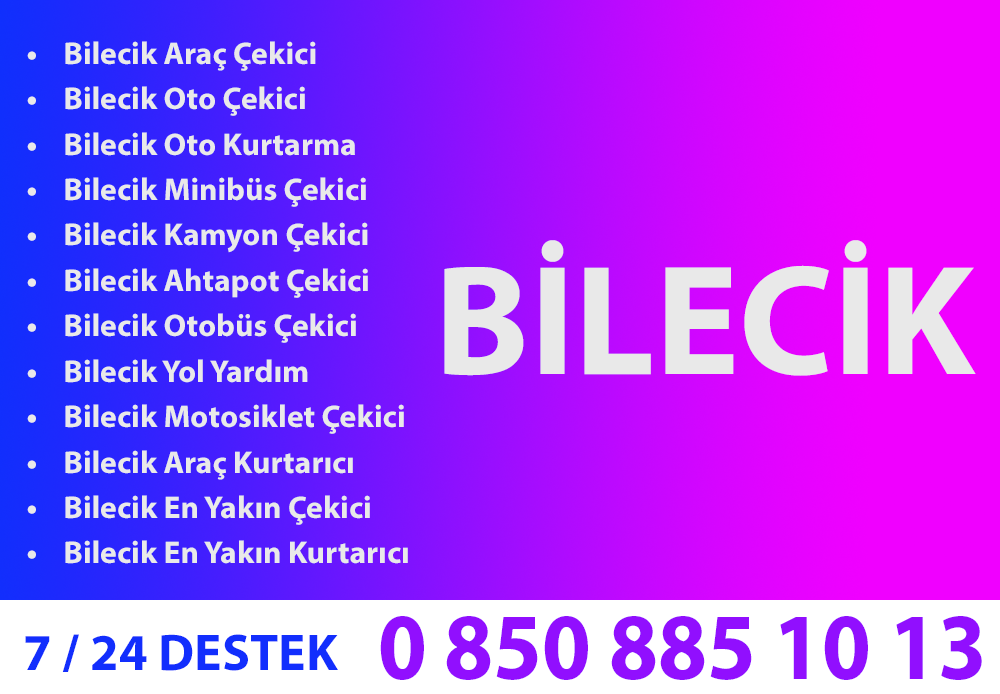 • Bilecik Araç Çekici
• Bilecik Oto Çekici
• Bilecik Oto Kurtarma
• Bilecik Minibüs Çekici
• Bilecik Kamyon Çekici
• Bilecik Ahtapot Çekici
• Bilecik Otobüs Çekici
• Bilecik Yol Yardım
• Bilecik Motosiklet Çekici
• Bilecik Araç Kurtarıcı
• Bilecik En Yakın Çekici
• Bilecik En Yakın Kurtarıcı
BİLECİK
7 / 24 DESTEK
0 850 885 10 13